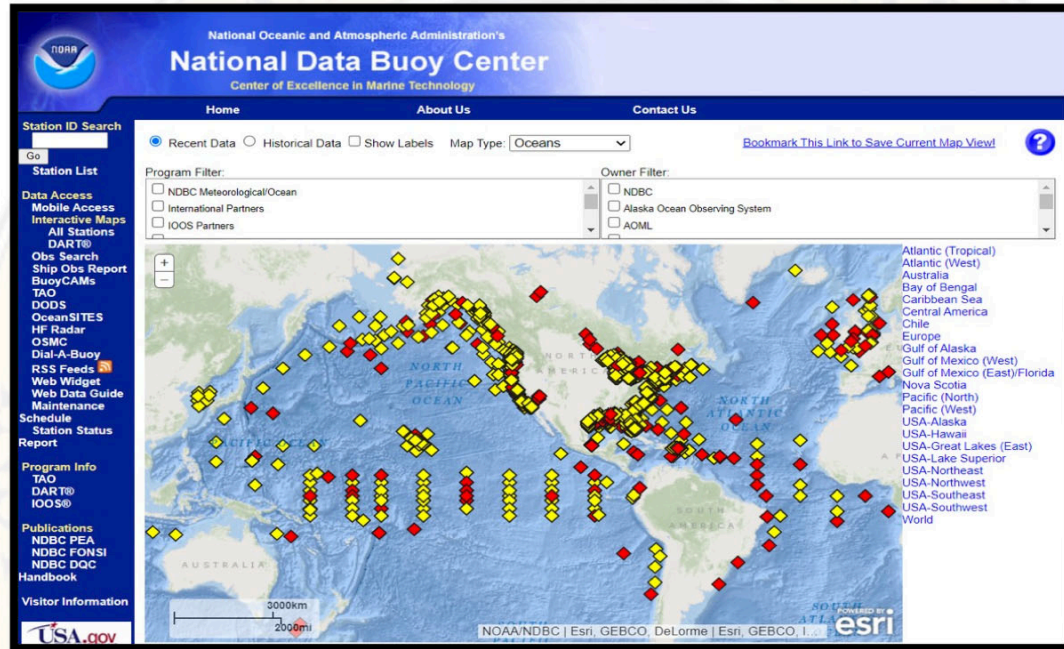 NOAA
National Oceanic and Atmospheric Administration's
National Data Buoy Center
Center of Excellence in Marine Technology
Home About Us Contact Us
Station ID Search
Go
Station List
Data Access
Mobile Access
Interactive Maps
All Stations
DART®
Obs Search
Ship Obs Report
BuoyCAMs
TAO
DODS
OceanSITES
HF Radar
OSMC
Dial-A-Buoy
RSS Feeds
Web Widget
Web Data Guide
Maintenance
Schedule
Station Status
Report
Program Info
TAO
DART®
IOOS®
Publications
NDBC PEA
NDBC FONSI
NDBC DQC
Handbook
Visitor Information
USA.gov
Recent Data Historical Data Show Labels Map Type: Oceans
Bookmark This Link to Save Current Map View!
?
Program Filter:
NDBC Meteorological/Ocean
International Partners
IOOS Partners
Owner Filter:
NDBC
Alaska Ocean Observing System
AOML
+
−
NORTH
PACIFIC
OCEAN
NORTH
AMERICA
NORTH
ATLANTIC
OCEAN
PACIFIC OCEAN
SOUTH
AMERICA
AUSTRALIA
3000km
2000mi
NOAA/NDBC | Esri, GEBCO, DeLorme | Esri, GEBCO, I...
POWERED BY
esri
Atlantic (Tropical)
Atlantic (West)
Australia
Bay of Bengal
Caribbean Sea
Central America
Chile
Europe
Gulf of Alaska
Gulf of Mexico (West)
Gulf of Mexico (East)/Florida
Nova Scotia
Pacific (North)
Pacific (West)
USA-Alaska
USA-Hawaii
USA-Great Lakes (East)
USA-Lake Superior
USA-Northeast
USA-Northwest
USA-Southeast
USA-Southwest
World